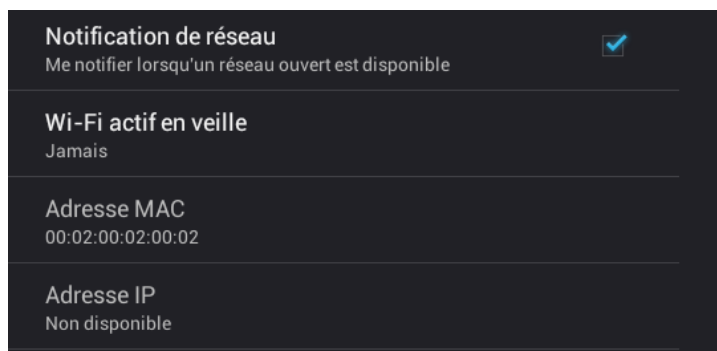 Notification de réseau
Me notifier lorsqu'un réseau ouvert est disponible
Wi-Fi actif en veille
Jamais
Adresse MAC
00:02:00:02:00:02
Adresse IP
Non disponible